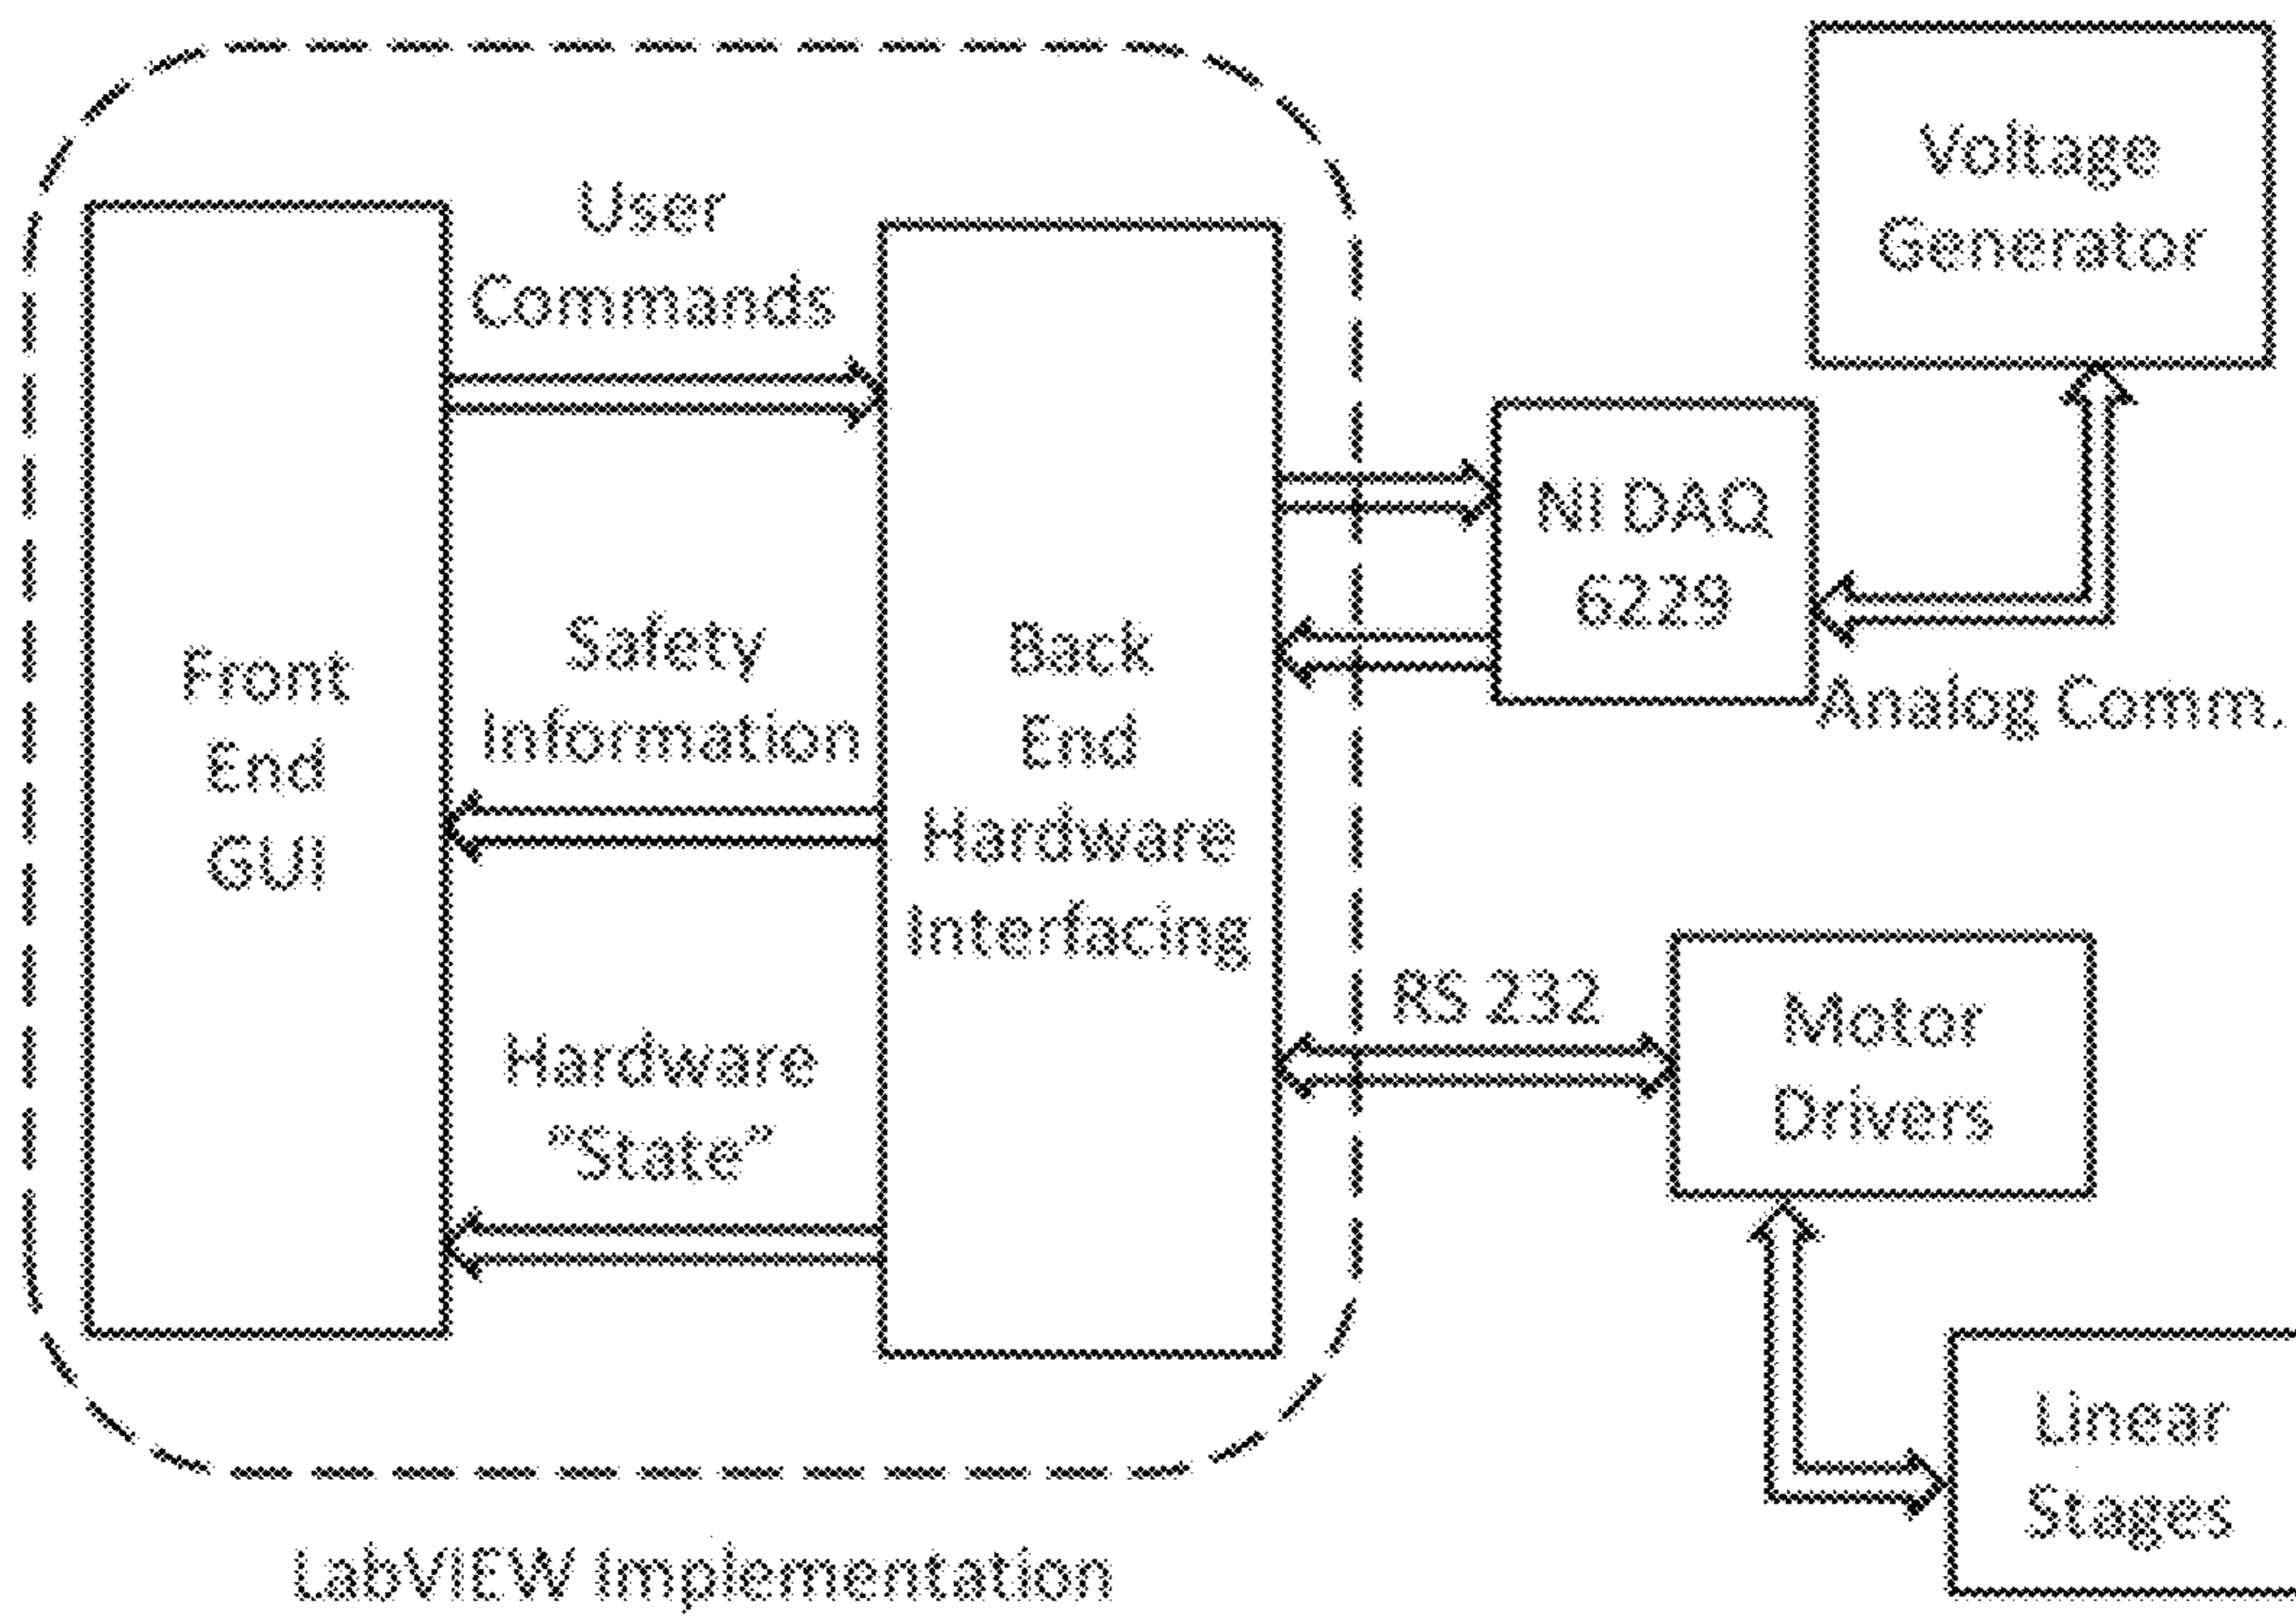 User
Commands
Front
End
GUI
Safety
Information
Hardware
“State”
Back
End
Hardware
Interfacing
NI DAQ
6229
Voltage
Generator
Analog Comm.
RS 232
Motor
Drivers
Linear
Stages
LabVIEW Implementation